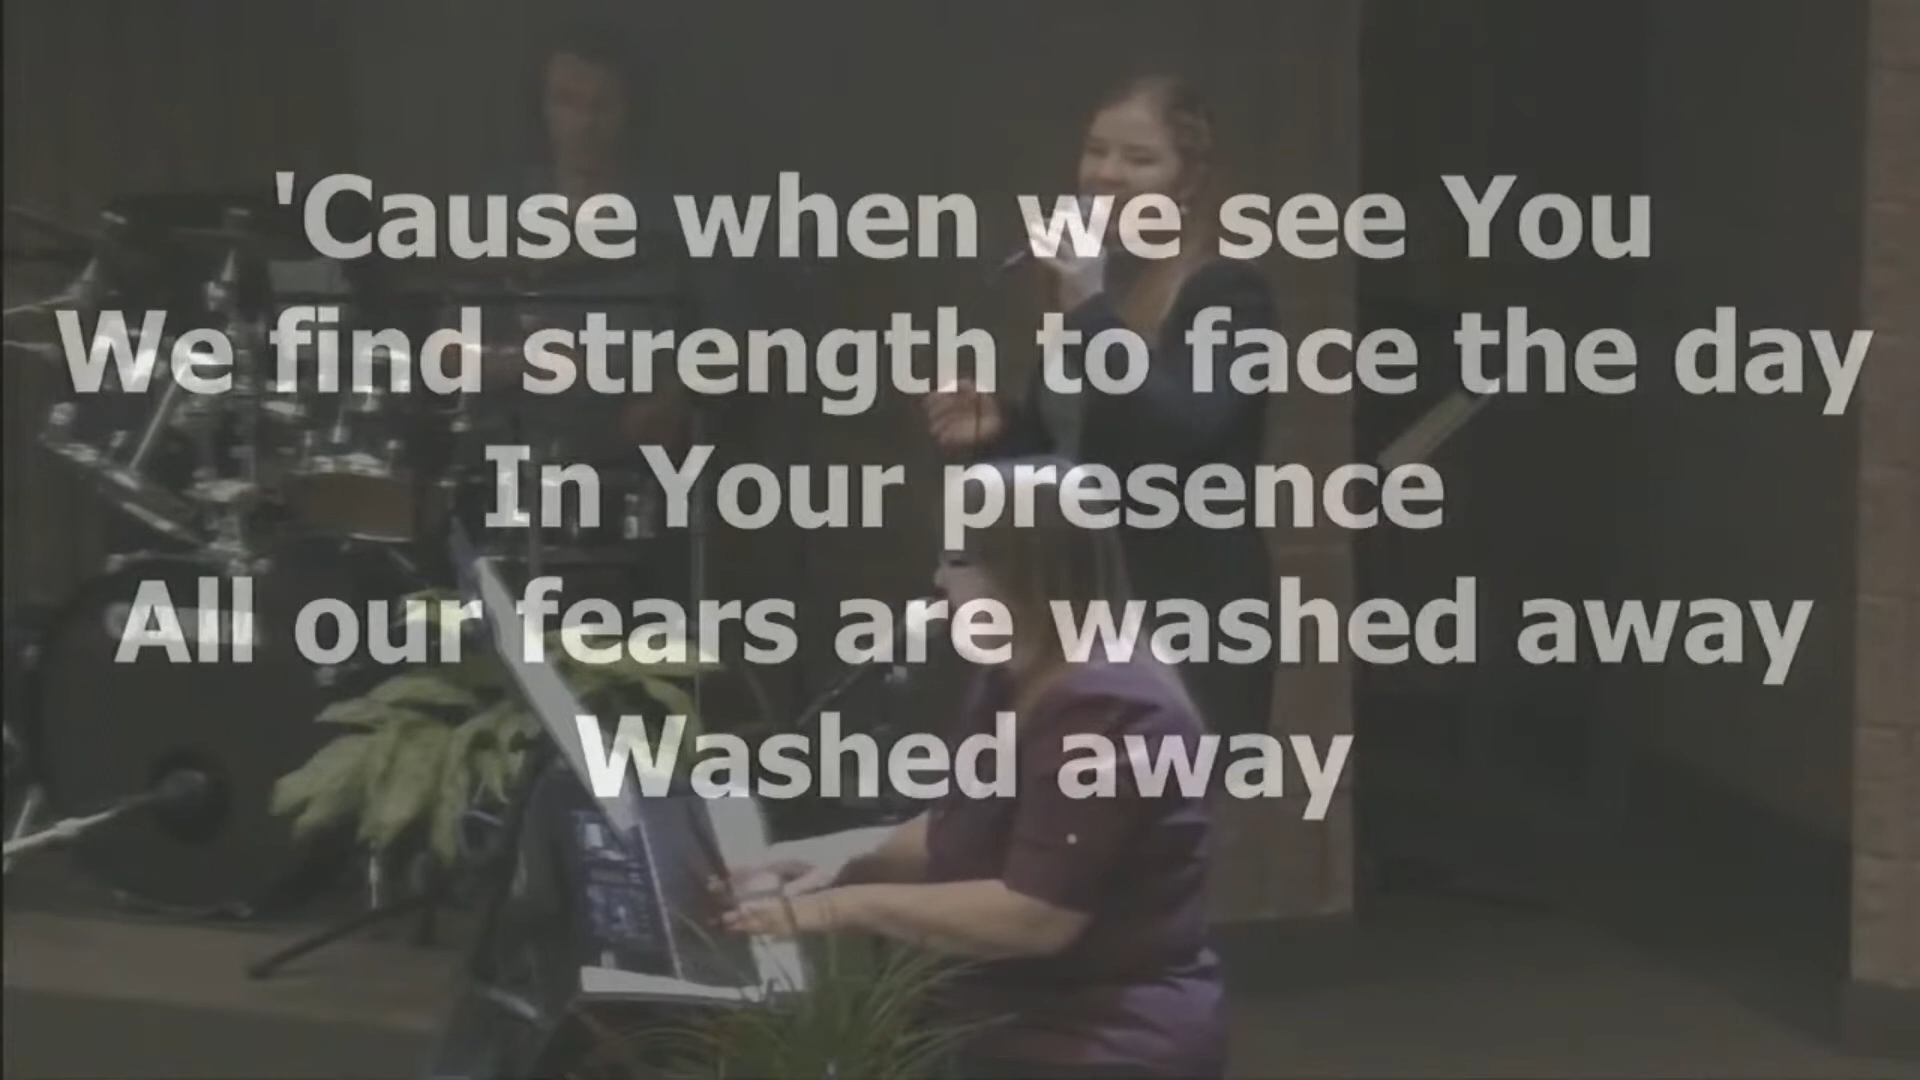 'Cause when we see You
We find strength to face the day
In Your presence
All our fears are washed away
Washed away